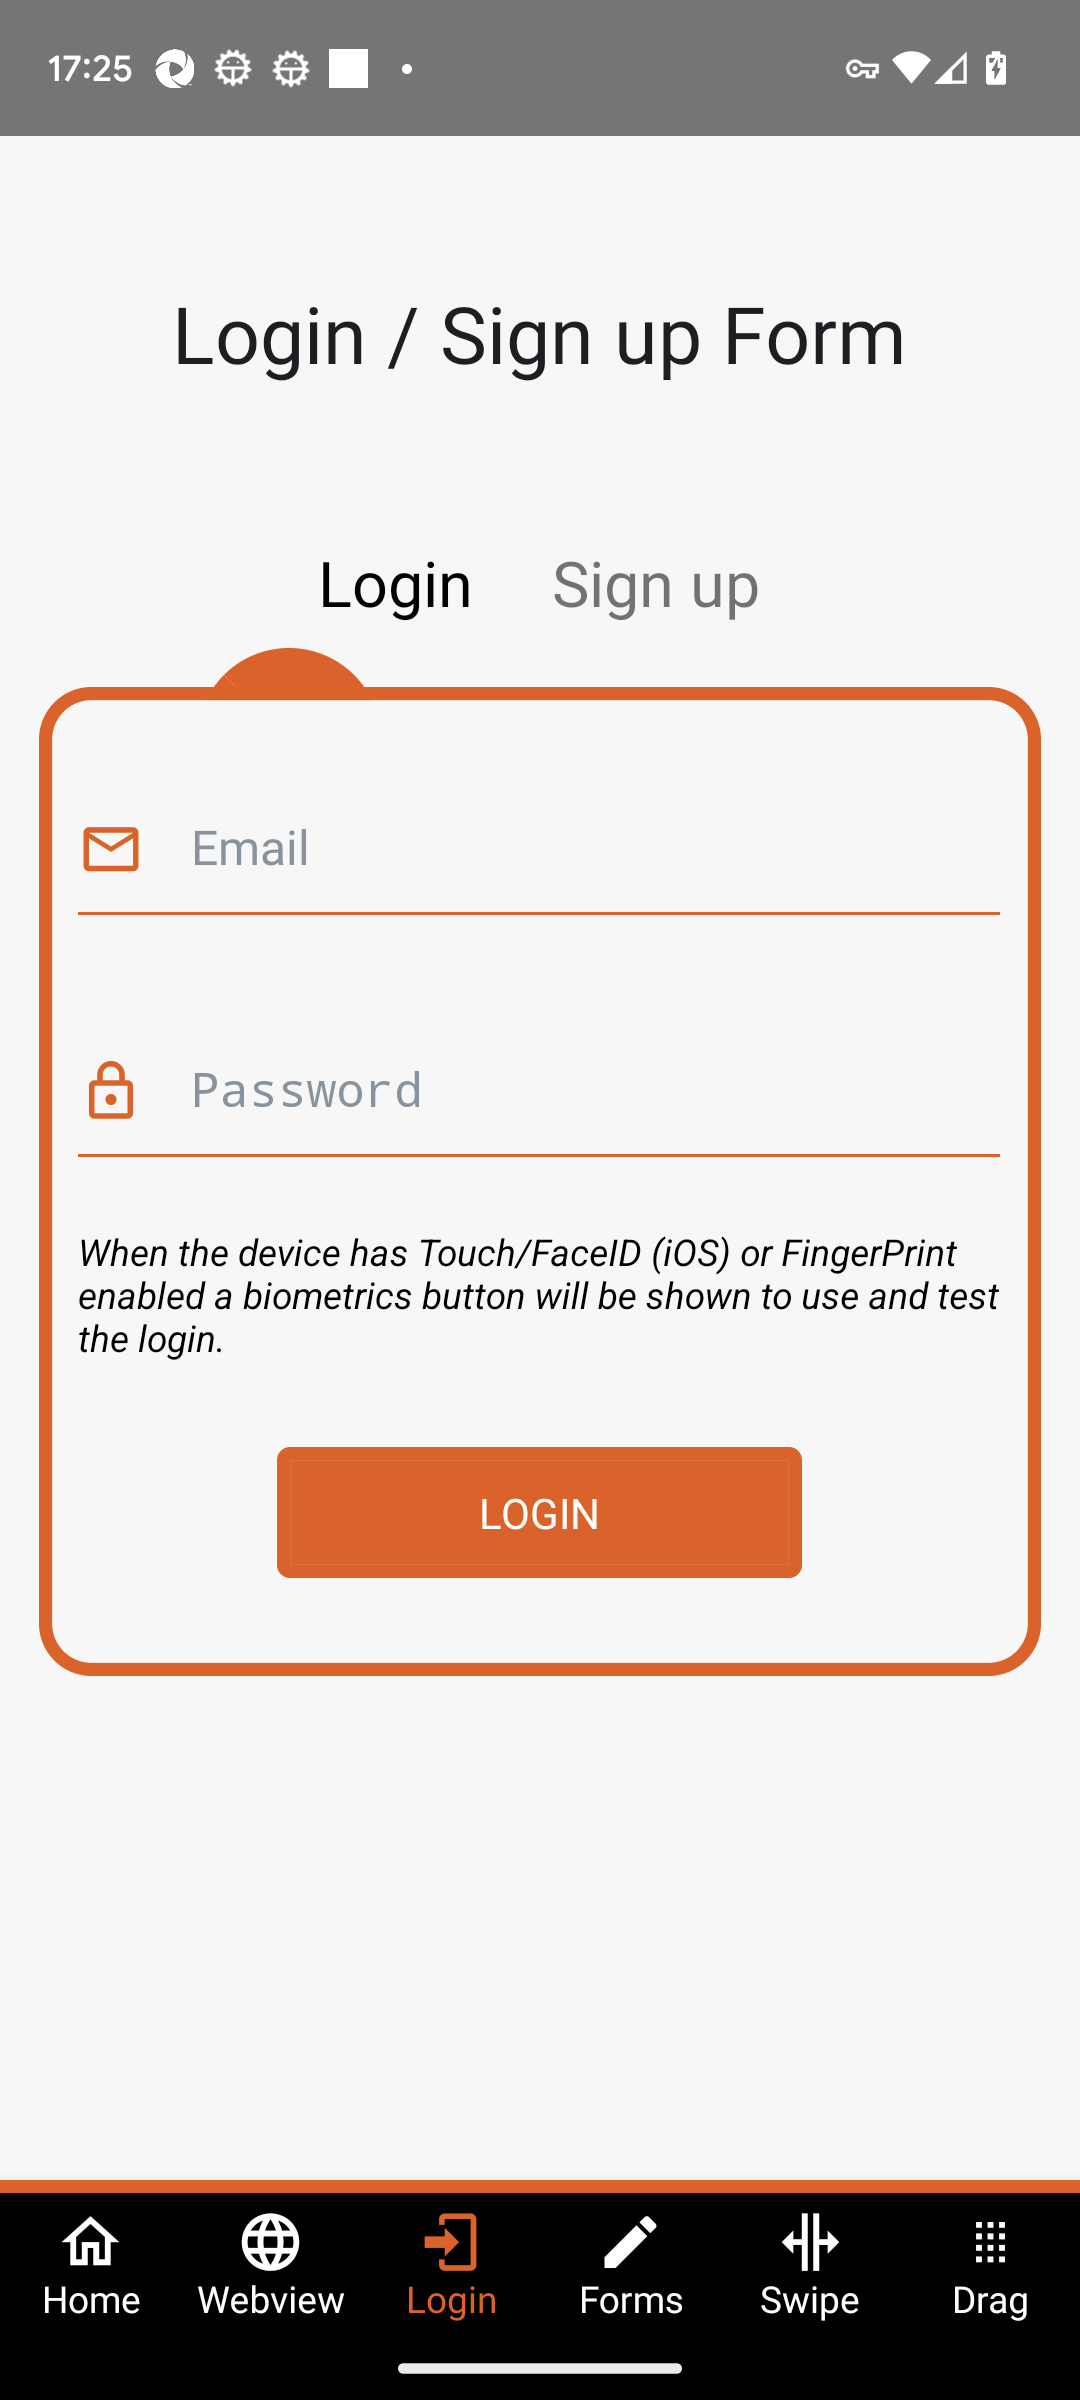 17:25
Login / Sign up Form
Login Sign up
Email
Password
When the device has Touch/FaceID (iOS) or FingerPrint
enabled a biometrics button will be shown to use and test
the login.
LOGIN
Home Webview Login Forms Swipe Drag